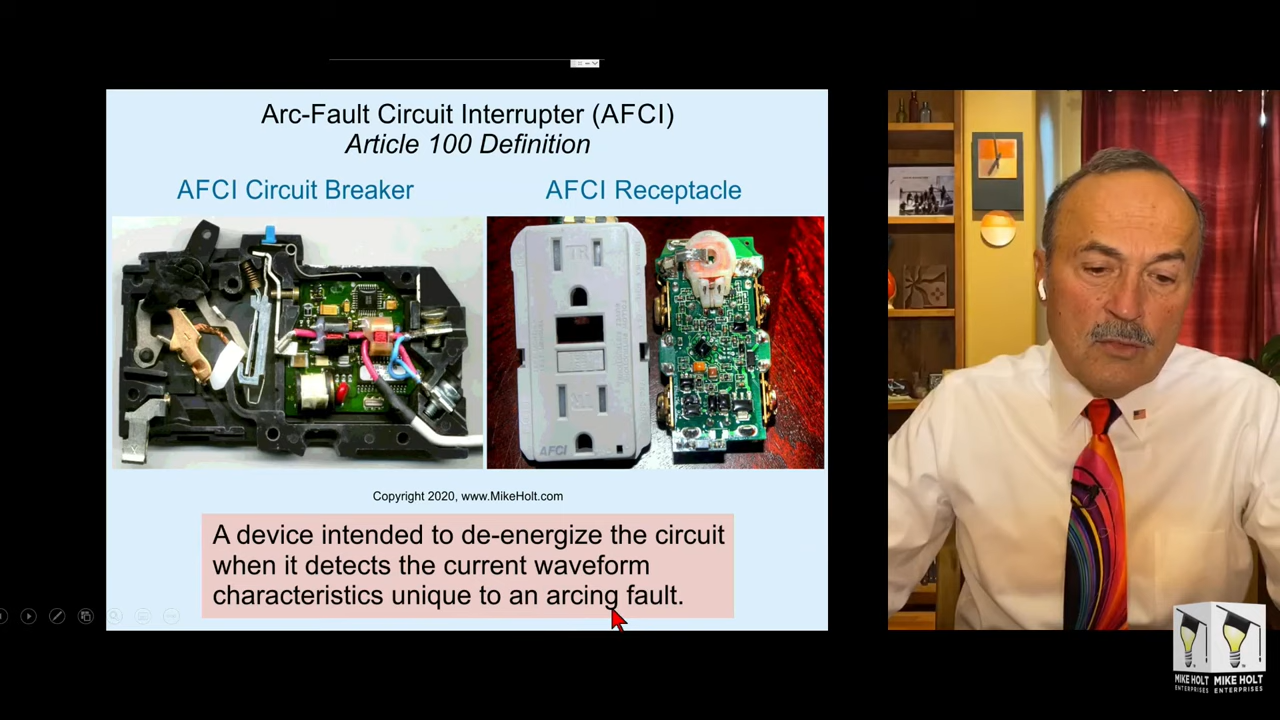 Arc-Fault Circuit Interrupter (AFCI)
Article 100 Definition
AFCI Circuit Breaker
AFCI Receptacle
TR
AFCI
Copyright 2020, www.MikeHolt.com
A device intended to de-energize the circuit
when it detects the current waveform
characteristics unique to an arcing fault.
MIKE HOLT
ENTERPRISES
MIKE HOLT
ENTERPRISES